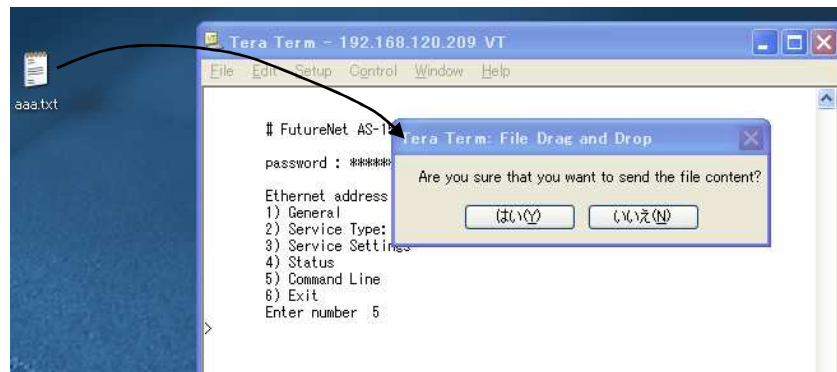 Tera Term - 192.168.120.209 VT
File Edit Setup Control Window Help
aaa.txt
# FutureNet AS-1
Tera Term: File Drag and Drop
password : ******
Are you sure that you want to send the file content?
はい(Y) いいえ(N)
Ethernet address
1) General
2) Service Type:
3) Service Settings
4) Status
5) Command Line
6) Exit
Enter number 5
>